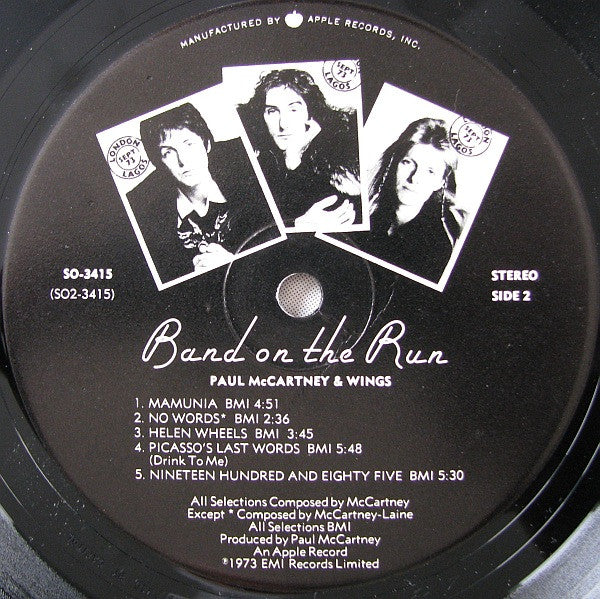 MANUFACTURED BY APPLE RECORDS, INC.
LONDON
SEPT 73
LAGOS
SEPT 73
LAGOS
LONDON
SEPT 73
LAGOS
SO-3415
(SO2-3415)
STEREO
SIDE 2
Band on the Run
PAUL McCARTNEY & WINGS
1. MAMUNIA BMI 4:51
2. NO WORDS* BMI 2:36
3. HELEN WHEELS BMI 3:45
4. PICASSO'S LAST WORDS BMI 5:48
(Drink To Me)
5. NINETEEN HUNDRED AND EIGHTY FIVE BMI 5:30
All Selections Composed by McCartney
Except * Composed by McCartney-Laine
All Selections BMI
Produced by Paul McCartney
An Apple Record
℗1973 EMI Records Limited